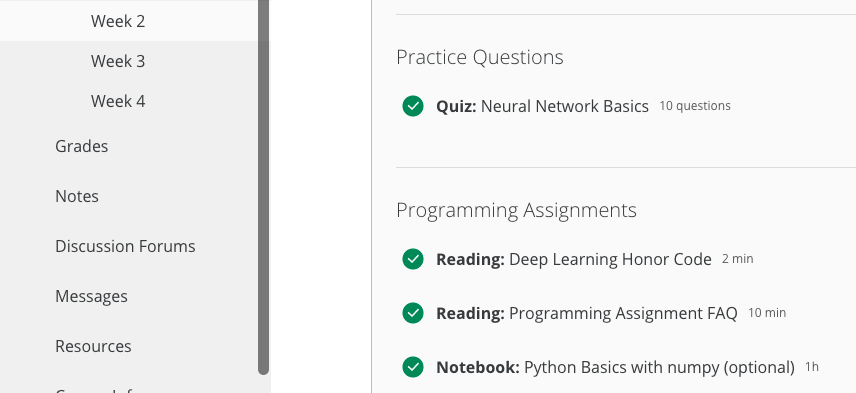 Week 2
Week 3
Week 4
Grades
Notes
Discussion Forums
Messages
Resources
Practice Questions
Quiz: Neural Network Basics 10 questions
Programming Assignments
Reading: Deep Learning Honor Code 2 min
Reading: Programming Assignment FAQ 10 min
Notebook: Python Basics with numpy (optional) 1h